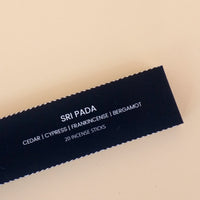 SRI PADA
CEDAR | CYPRESS | FRANKINCENSE | BERGAMOT
20 INCENSE STICKS